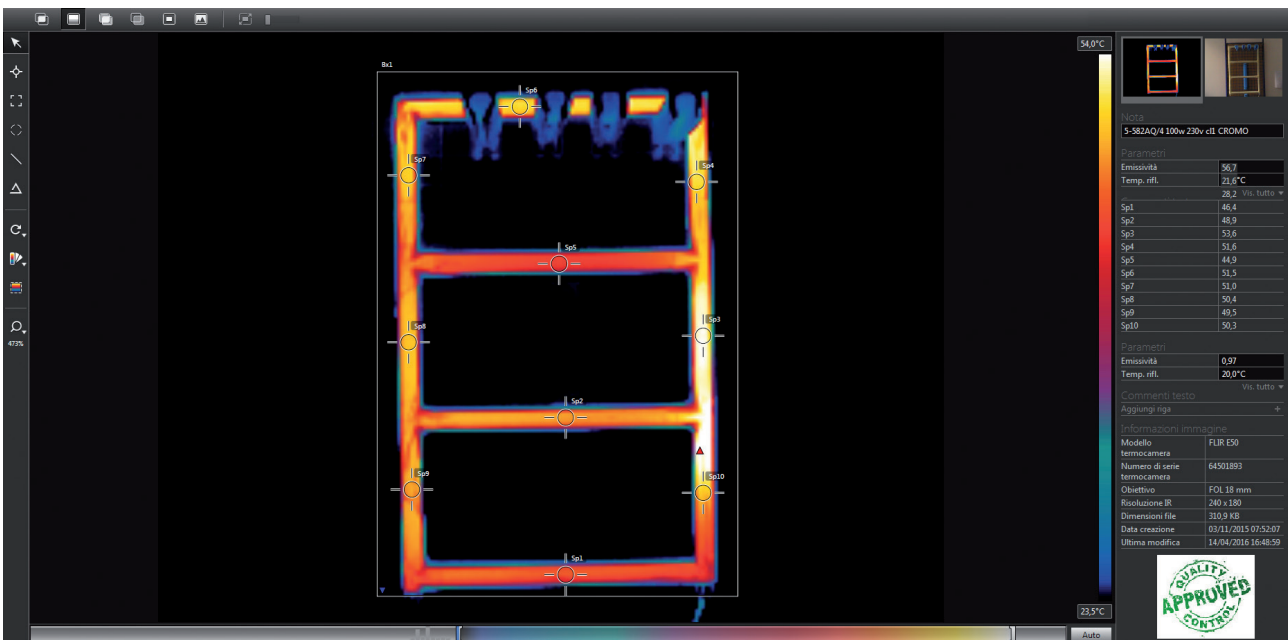 54,0°C
Bx1
Sp6
Sp7
Sp4
Sp5
Sp8
Sp3
Sp2
Sp9
Sp10
Sp1
23,5°C
Auto
473%
Nota
5-582AQ/4 100w 230v cl1 CROMO
Parametri
Emissività 56,7
Temp. rifl. 21,6°C
28,2 Vis. tutto
Sp1 46,4
Sp2 48,9
Sp3 53,6
Sp4 51,6
Sp5 44,9
Sp6 51,5
Sp7 51,0
Sp8 50,4
Sp9 49,5
Sp10 50,3
Parametri
Emissività 0,97
Temp. rifl. 20,0°C
Vis. tutto
Commenti testo
Aggiungi riga +
Informazioni immagine
Modello termocamera FLIR E50
Numero di serie termocamera 64501893
Obiettivo FOL 18 mm
Risoluzione IR 240 x 180
Dimensioni file 310,9 KB
Data creazione 03/11/2015 07:52:07
Ultima modifica 14/04/2016 16:48:59
QUALITY
APPROVED
CONTROL